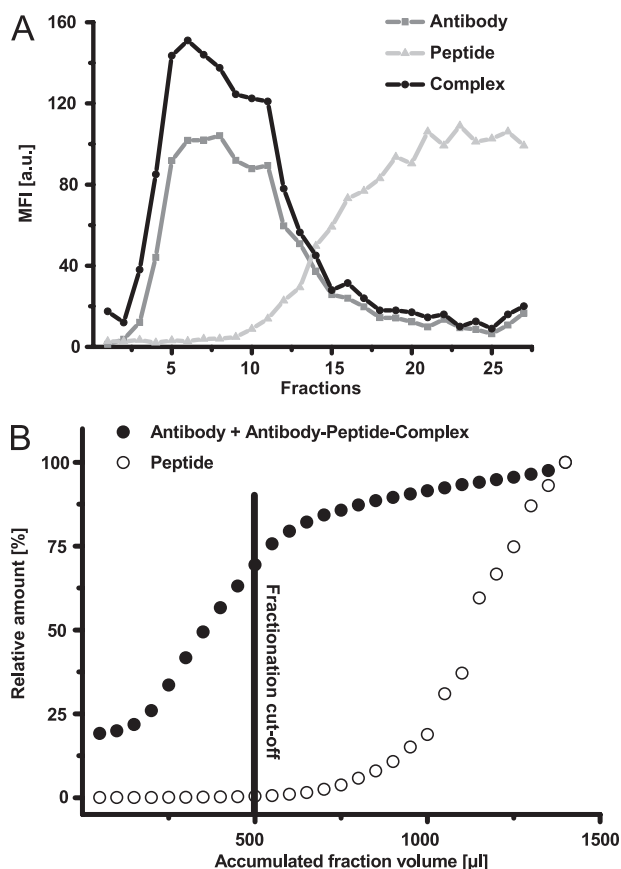 A
160
120
80
40
0
MFI [a.u.]
5
10
15
20
25
Fractions
Antibody
Peptide
Complex
B
Antibody + Antibody-Peptide-Complex
Peptide
100
75
50
25
0
Relative amount [%]
Fractionation cut-off
500
1000
1500
Accumulated fraction volume [µl]